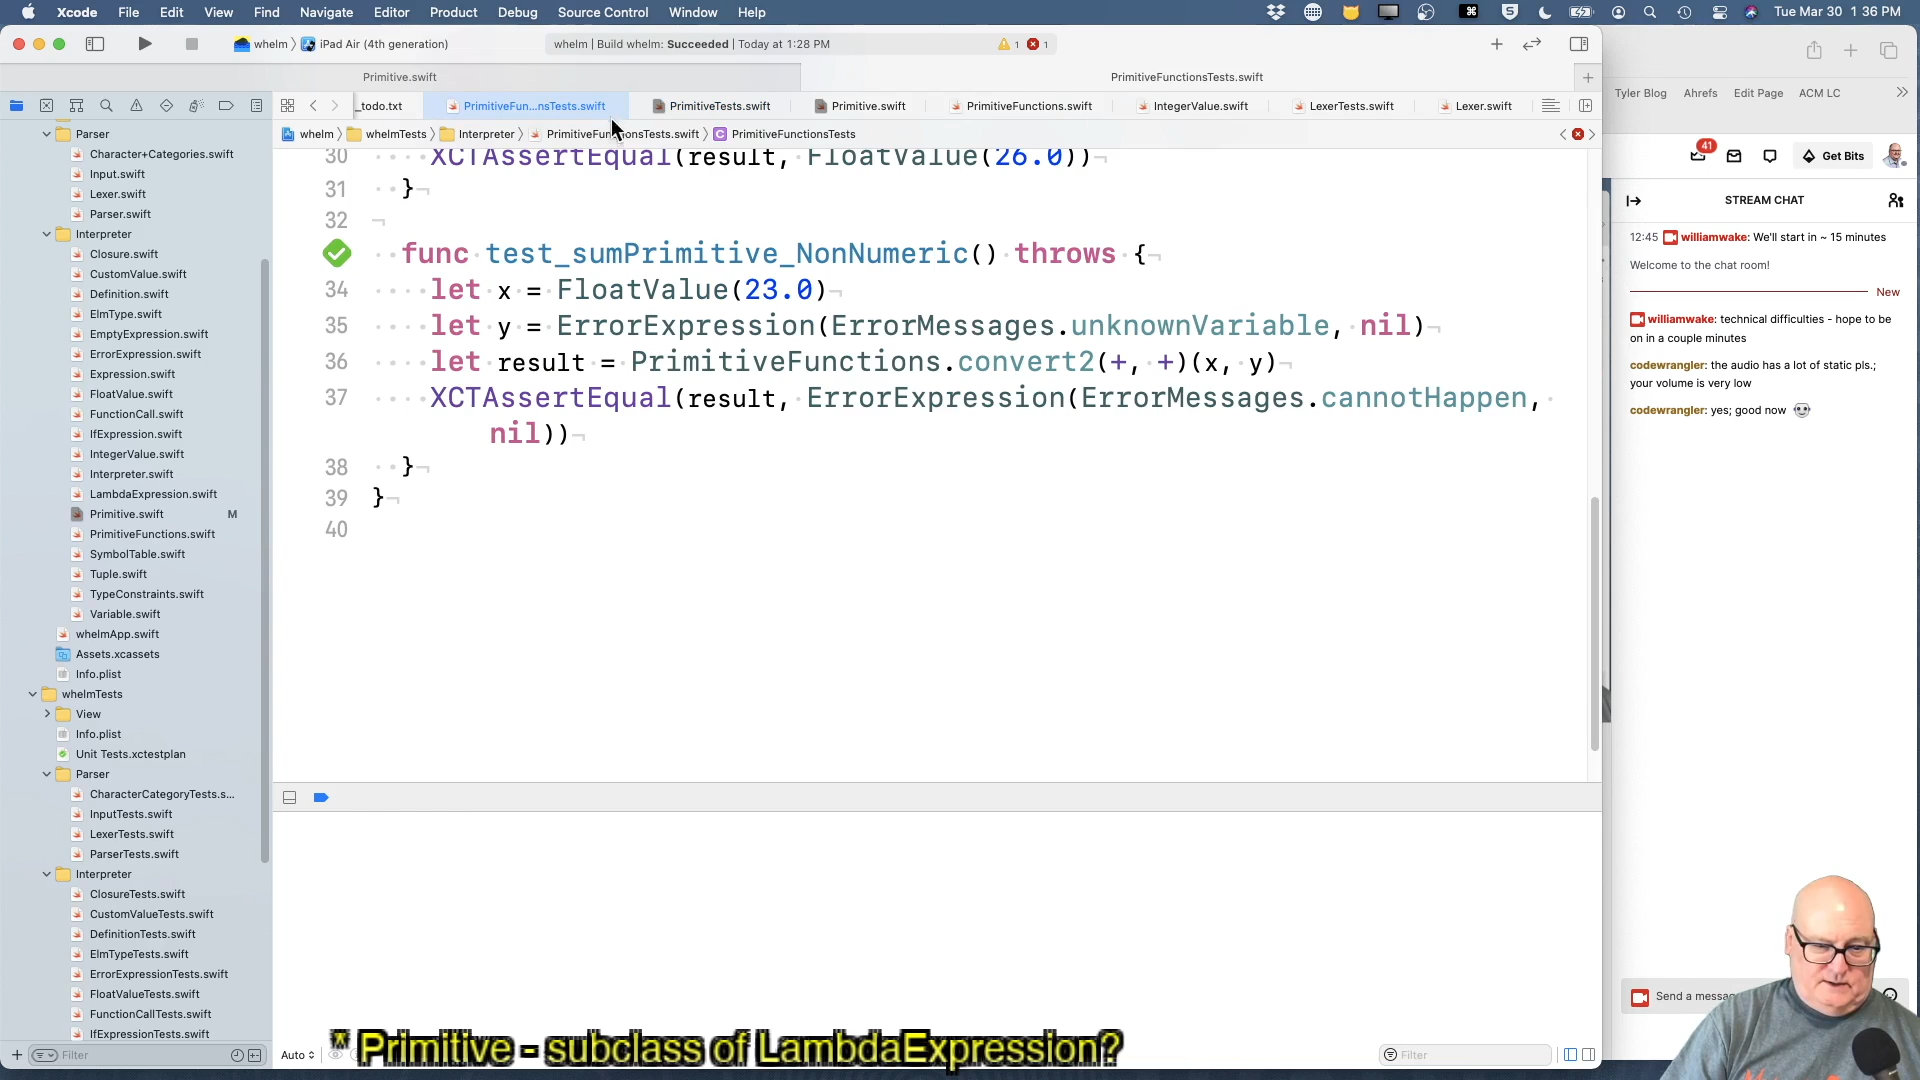 Xcode File Edit View Find Navigate Editor Product Debug Source Control Window Help
Tue Mar 30 1 36 PM
whelm iPad Air (4th generation)
whelm | Build whelm: Succeeded | Today at 1:28 PM
1 1
Primitive.swift
PrimitiveFunctionsTests.swift
_todo.txt
PrimitiveFun...nsTests.swift
PrimitiveTests.swift
Primitive.swift
PrimitiveFunctions.swift
IntegerValue.swift
LexerTests.swift
Lexer.swift
whelm whelmTests Interpreter PrimitiveFunctionsTests.swift PrimitiveFunctionsTests
Parser
Character+Categories.swift
Input.swift
Lexer.swift
Parser.swift
Interpreter
Closure.swift
CustomValue.swift
Definition.swift
ElmType.swift
EmptyExpression.swift
ErrorExpression.swift
Expression.swift
FloatValue.swift
FunctionCall.swift
IfExpression.swift
IntegerValue.swift
Interpreter.swift
LambdaExpression.swift
Primitive.swift M
PrimitiveFunctions.swift
SymbolTable.swift
Tuple.swift
TypeConstraints.swift
Variable.swift
whelmApp.swift
Assets.xcassets
Info.plist
whelmTests
View
Info.plist
Unit Tests.xctestplan
Parser
CharacterCategoryTests.s...
InputTests.swift
LexerTests.swift
ParserTests.swift
Interpreter
ClosureTests.swift
CustomValueTests.swift
DefinitionTests.swift
ElmTypeTests.swift
ErrorExpressionTests.swift
FloatValueTests.swift
FunctionCallTests.swift
IfExpressionTests.swift
Filter
30 XCTAssertEqual(result, FloatValue(26.0))
31 }
32
func test_sumPrimitive_NonNumeric() throws {
34 let x = FloatValue(23.0)
35 let y = ErrorExpression(ErrorMessages.unknownVariable, nil)
36 let result = PrimitiveFunctions.convert2(+, +)(x, y)
37 XCTAssertEqual(result, ErrorExpression(ErrorMessages.cannotHappen,
nil))
38 }
39 }
40
Auto
Filter
* Primitive - subclass of LambdaExpression?
Tyler Blog Ahrefs Edit Page ACM LC
41
Get Bits
STREAM CHAT
12:45 williamwake: We'll start in ~ 15 minutes
Welcome to the chat room!
New
williamwake: technical difficulties - hope to be
on in a couple minutes
codewrangler: the audio has a lot of static pls.;
your volume is very low
codewrangler: yes; good now
Send a messag